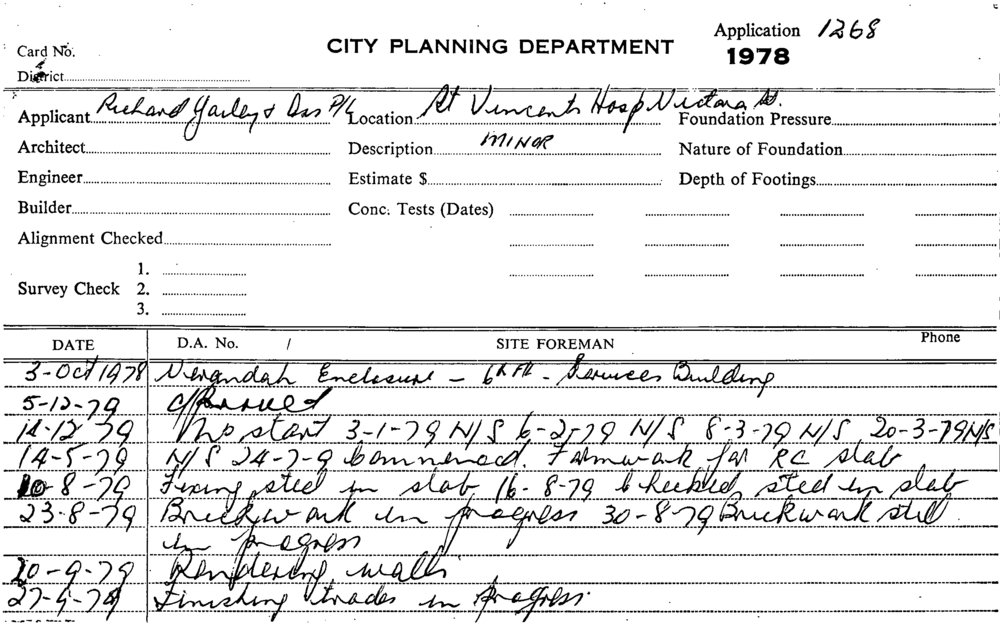 Application 1268
CITY PLANNING DEPARTMENT 1978
Card No.
District
Applicant Richard Yarley & Sons P/L Location St Vincents Hosp Victoria St. Foundation Pressure
Architect Description MINOR Nature of Foundation
Engineer Estimate $ Depth of Footings
Builder Conc. Tests (Dates)
Alignment Checked
1.
Survey Check 2.
3.
DATE D.A. No. / SITE FOREMAN Phone
3-Oct 1978 Verandah Enclosure - 6th Fl - Services Building
5-12-79 Approved
11-12-79 No start 3-1-79 N/S 6-2-79 N/S 8-3-79 N/S 20-3-79 N/S
14-5-79 N/S 24-7-9 Commenced. Formwork for RC slab
10-8-79 Fixing steel in slab 16-8-79 Checked steel in slab
23-8-79 Brickwork in progress 30-8-79 Brickwork still
in progress
20-9-79 Rendering walls
27-9-79 Finishing trades in progress